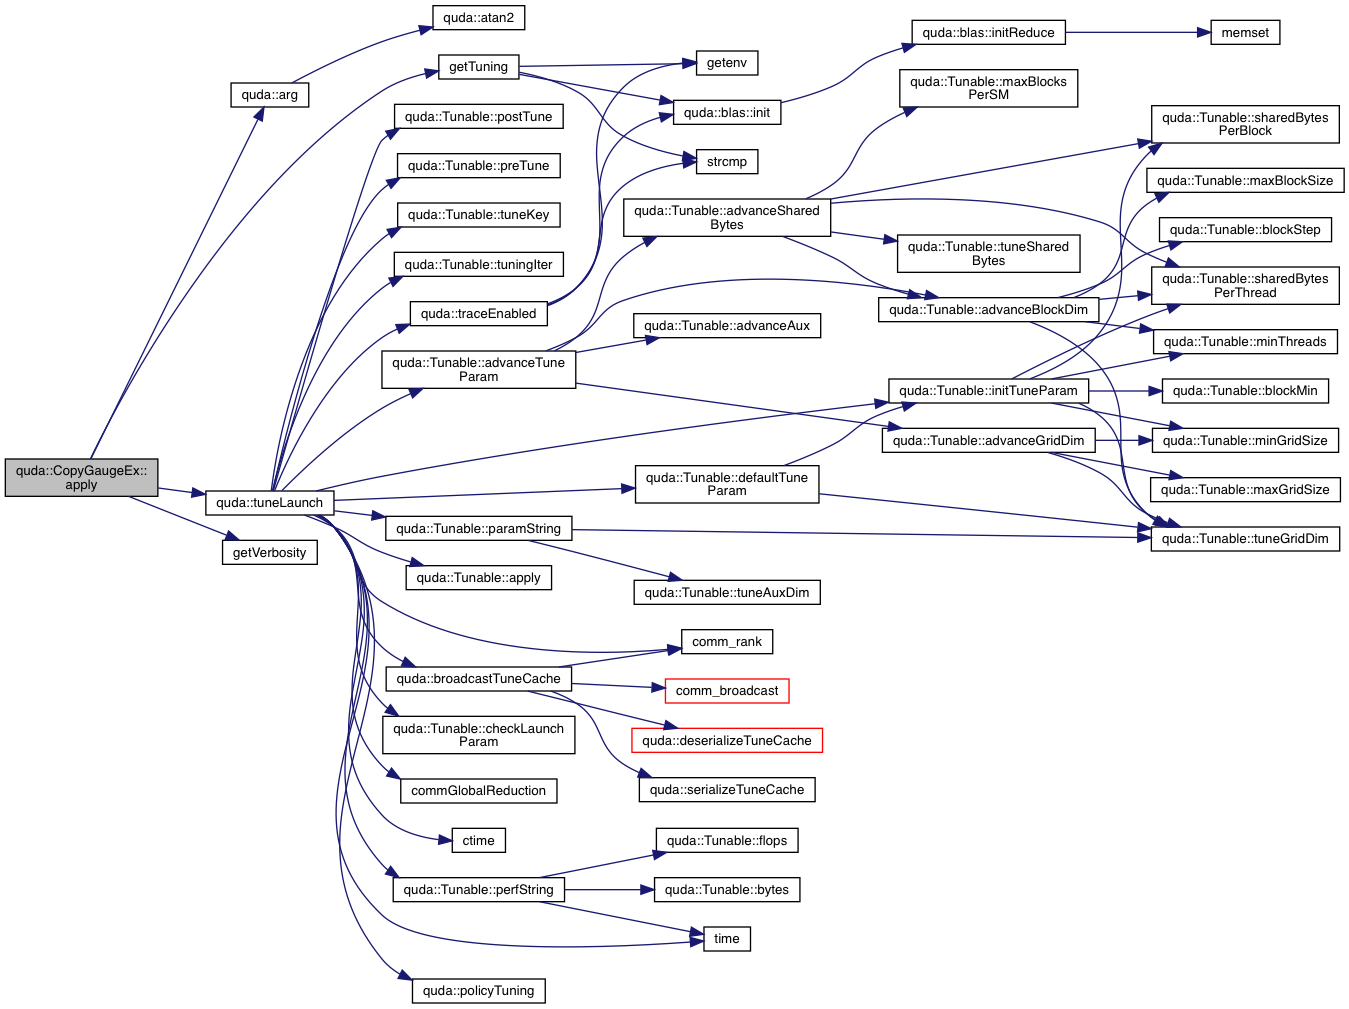 quda::CopyGaugeEx::
apply
quda::arg
quda::atan2
getTuning
getenv
quda::blas::init
quda::blas::initReduce
memset
strcmp
quda::tuneLaunch
getVerbosity
quda::Tunable::postTune
quda::Tunable::preTune
quda::Tunable::tuneKey
quda::Tunable::tuningIter
quda::traceEnabled
quda::Tunable::advanceTune
Param
quda::Tunable::advanceShared
Bytes
quda::Tunable::maxBlocks
PerSM
quda::Tunable::sharedBytes
PerBlock
quda::Tunable::maxBlockSize
quda::Tunable::blockStep
quda::Tunable::tuneShared
Bytes
quda::Tunable::sharedBytes
PerThread
quda::Tunable::advanceBlockDim
quda::Tunable::advanceAux
quda::Tunable::minThreads
quda::Tunable::initTuneParam
quda::Tunable::blockMin
quda::Tunable::advanceGridDim
quda::Tunable::minGridSize
quda::Tunable::maxGridSize
quda::Tunable::defaultTune
Param
quda::Tunable::tuneGridDim
quda::Tunable::paramString
quda::Tunable::apply
quda::Tunable::tuneAuxDim
comm_rank
quda::broadcastTuneCache
comm_broadcast
quda::deserializeTuneCache
quda::serializeTuneCache
quda::Tunable::checkLaunch
Param
commGlobalReduction
ctime
quda::Tunable::perfString
quda::Tunable::flops
quda::Tunable::bytes
time
quda::policyTuning